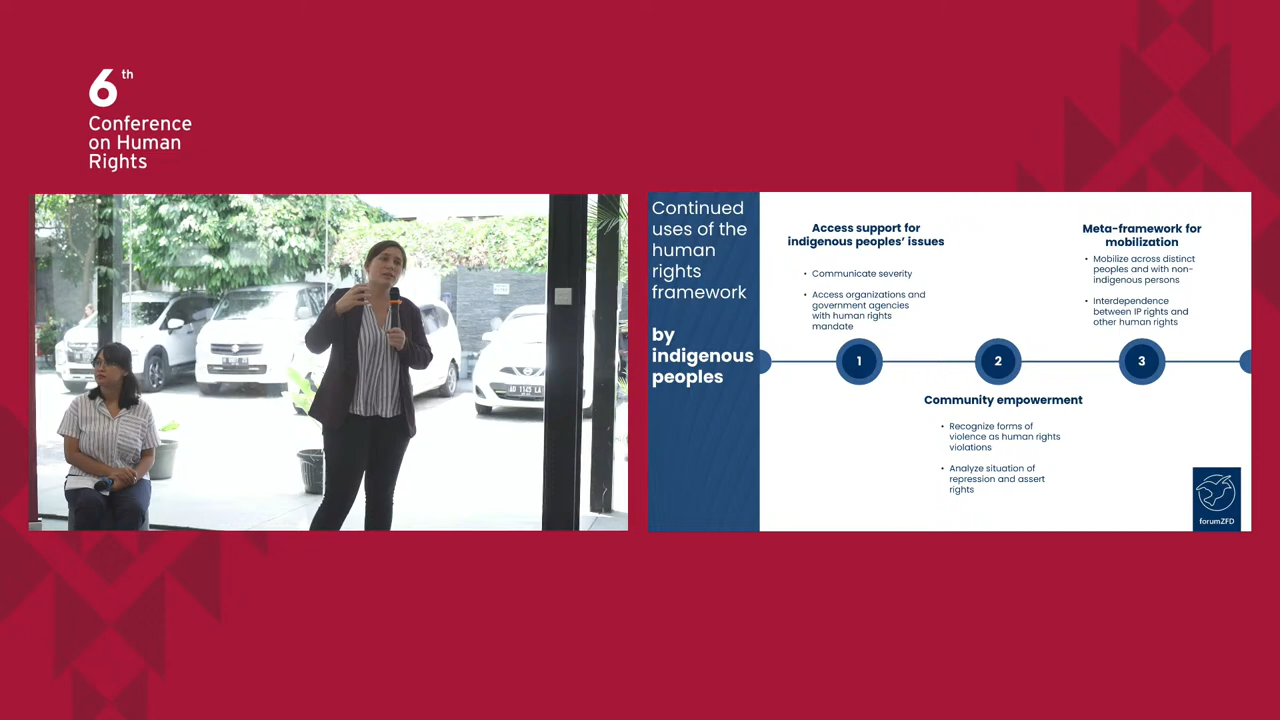 6th
Conference
on Human
Rights
AD 1145 LA
Continued
uses of the
human
rights
framework
by
indigenous
peoples
Access support for
indigenous peoples' issues
• Communicate severity
• Access organizations and
government agencies
with human rights
mandate
Meta-framework for
mobilization
• Mobilize across distinct
peoples and with non-
indigenous persons
• Interdependence
between IP rights and
other human rights
1
2
3
Community empowerment
• Recognize forms of
violence as human rights
violations
• Analyze situation of
repression and assert
rights
forumZFD